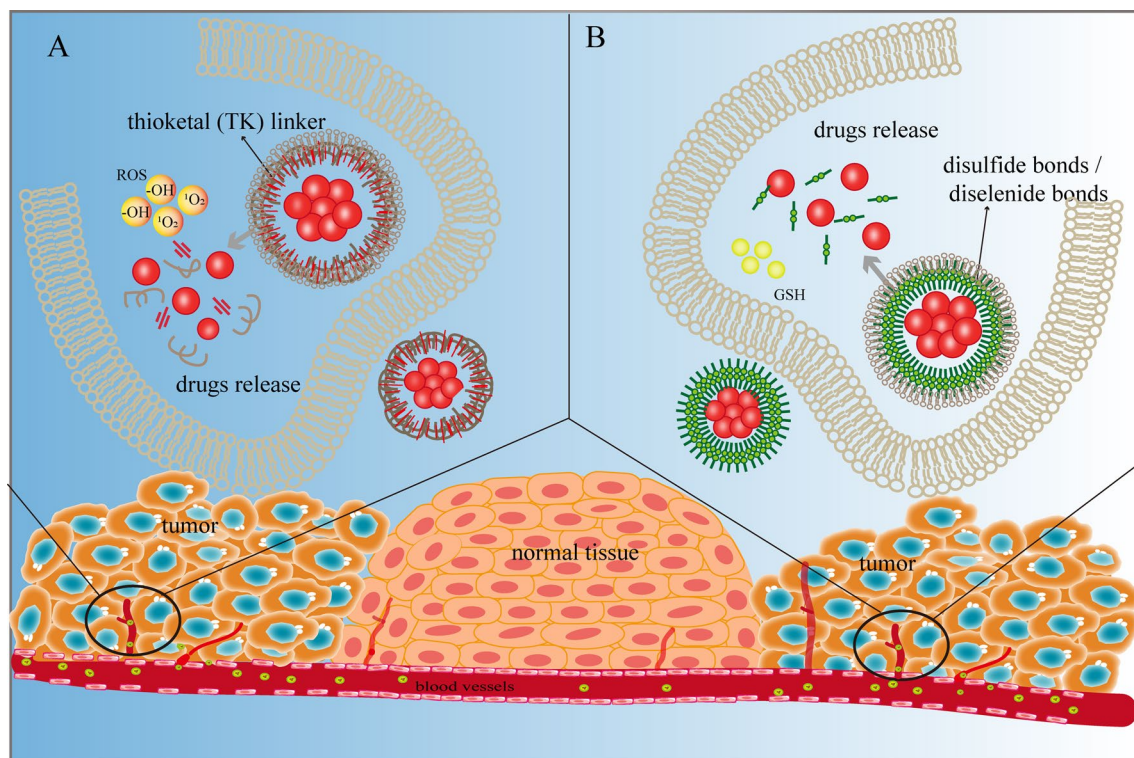 A
thioketal (TK) linker
ROS
-OH
-OH
¹O₂
¹O₂
drugs release
B
drugs release
disulfide bonds /
diselenide bonds
GSH
tumor
normal tissue
tumor
blood vessels